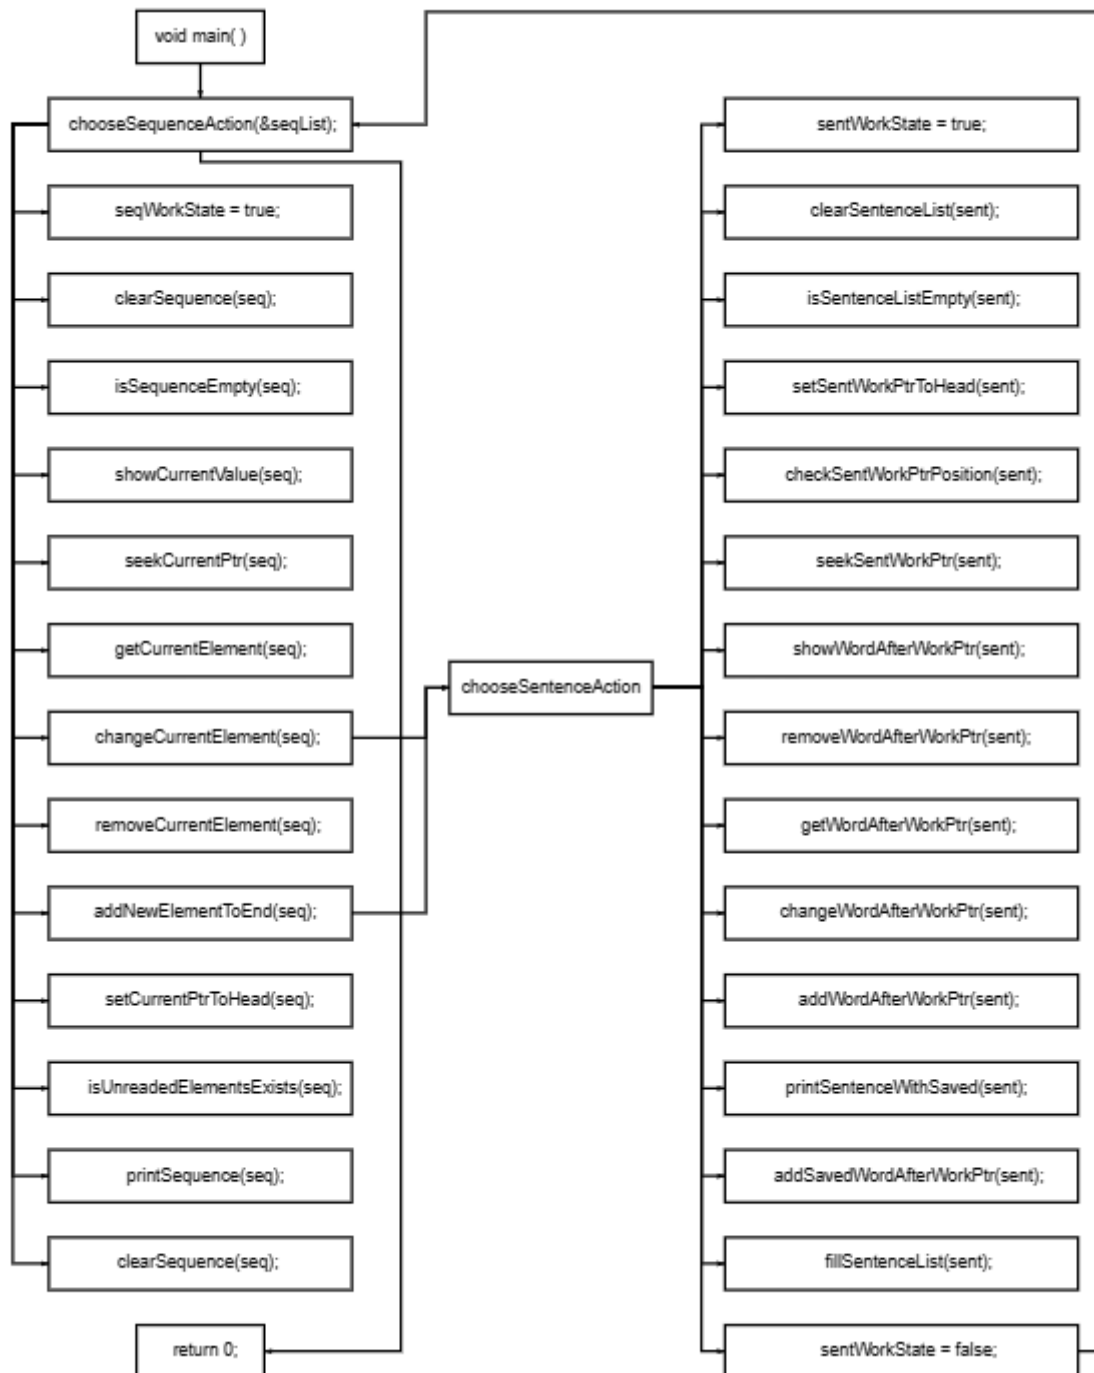 void main( )
chooseSequenceAction(&seqList);
seqWorkState = true;
clearSequence(seq);
isSequenceEmpty(seq);
showCurrentValue(seq);
seekCurrentPtr(seq);
getCurrentElement(seq);
changeCurrentElement(seq);
removeCurrentElement(seq);
addNewElementToEnd(seq);
setCurrentPtrToHead(seq);
isUnreadedElementsExists(seq);
printSequence(seq);
clearSequence(seq);
return 0;
chooseSentenceAction
sentWorkState = true;
clearSentenceList(sent);
isSentenceListEmpty(sent);
setSentWorkPtrToHead(sent);
checkSentWorkPtrPosition(sent);
seekSentWorkPtr(sent);
showWordAfterWorkPtr(sent);
removeWordAfterWorkPtr(sent);
getWordAfterWorkPtr(sent);
changeWordAfterWorkPtr(sent);
addWordAfterWorkPtr(sent);
printSentenceWithSaved(sent);
addSavedWordAfterWorkPtr(sent);
fillSentenceList(sent);
sentWorkState = false;